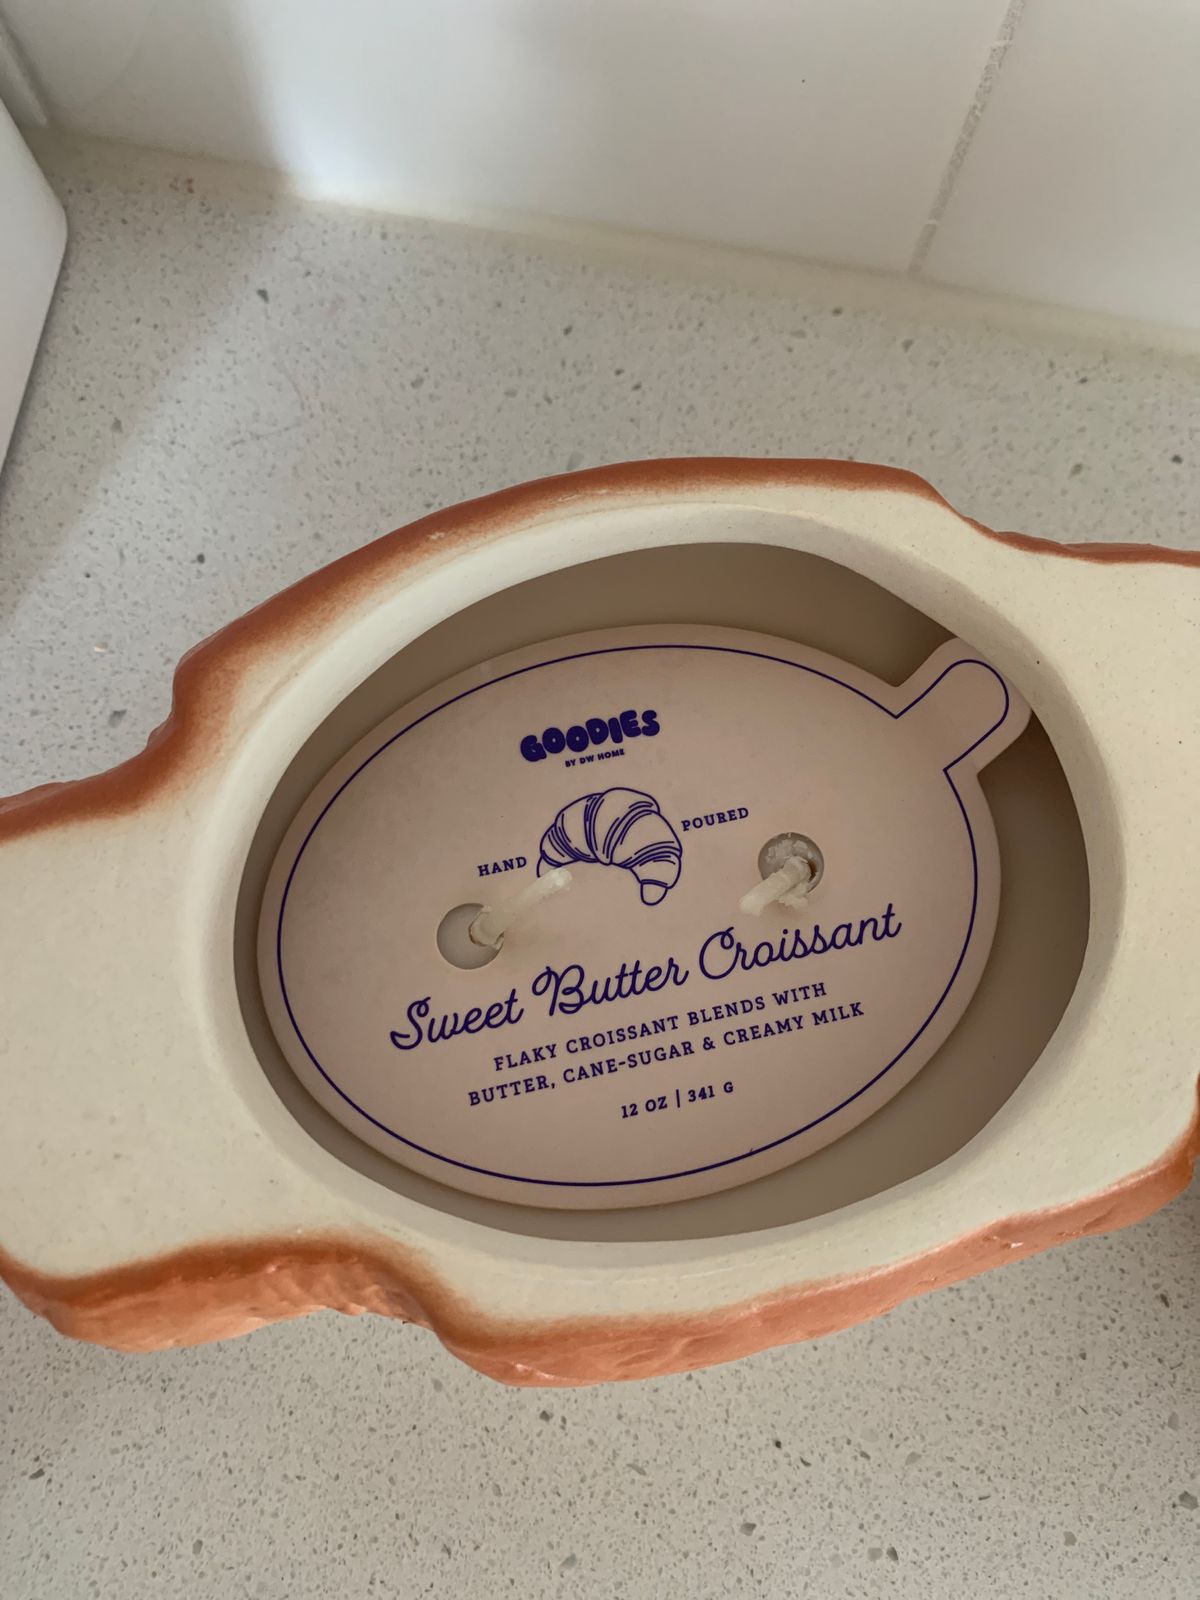 GOODIES
BY DW HOME
HAND POURED
Sweet Butter Croissant
FLAKY CROISSANT BLENDS WITH
BUTTER, CANE-SUGAR & CREAMY MILK
12 OZ | 341 G